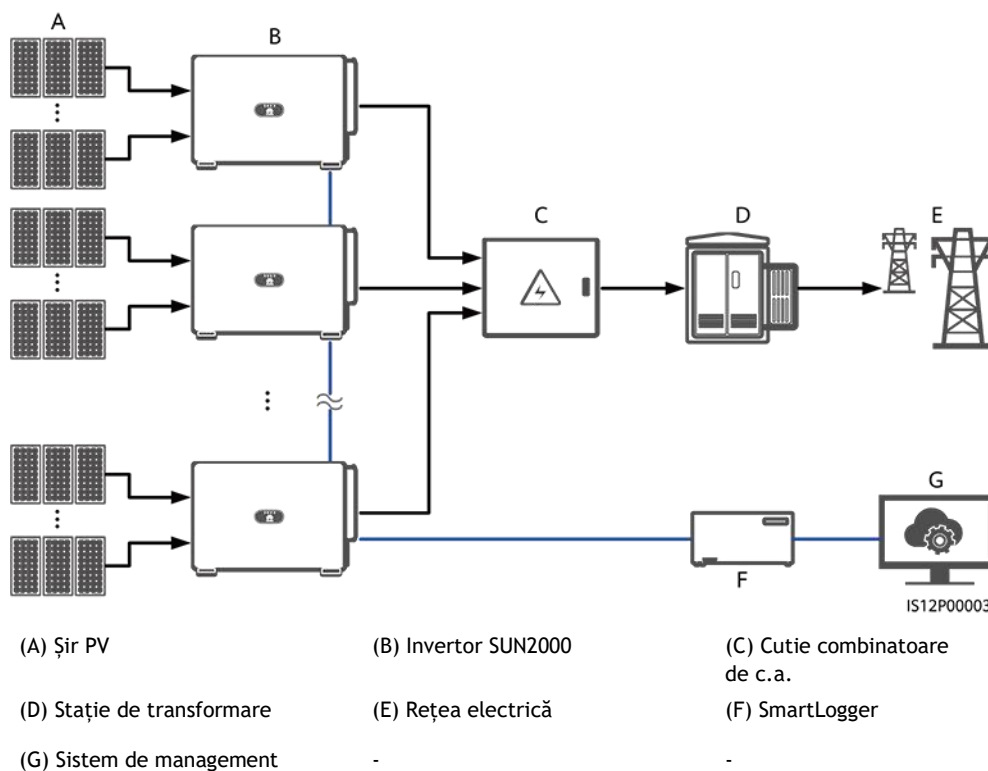 A
B
C
D
E
F
G
IS12P00003
(A) Șir PV
(B) Invertor SUN2000
(C) Cutie combinatoare
de c.a.
(D) Stație de transformare
(E) Rețea electrică
(F) SmartLogger
(G) Sistem de management
-
-